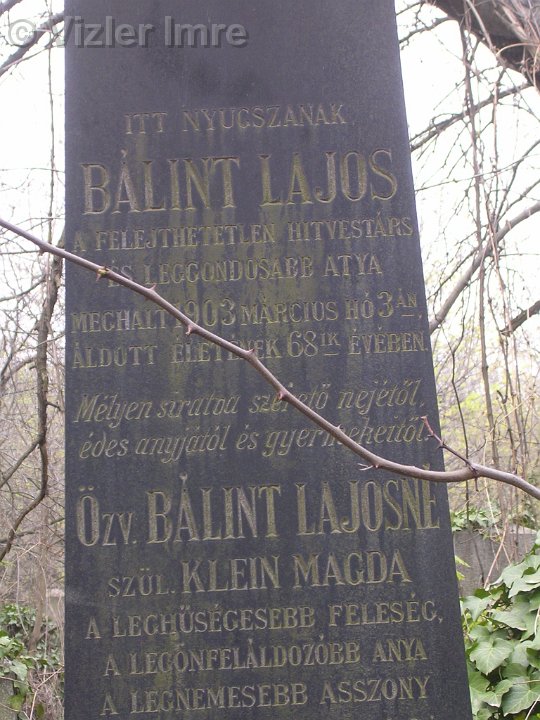 © Vizler Imre
ITT NYUGSZANAK.
BÁLINT LAJOS
A FELEJTHETETLEN HITVESTÁRS
ÉS LEGGONDOSABB ATYA
MEGHALT 1903 MÁRCIUS HÓ 3ÁN,
ÁLDOTT ÉLETÉNEK 68IK ÉVÉBEN.
Mélyen siratva szerető nejétől,
édes anyjától és gyermekeitől.
ÖZV. BÁLINT LAJOSNÉ
SZÜL. KLEIN MAGDA
A LEGHŰSÉGESEBB FELESÉG,
A LEGÖNFELÁLDOZÓBB ANYA
A LEGNEMESEBB ASSZONY